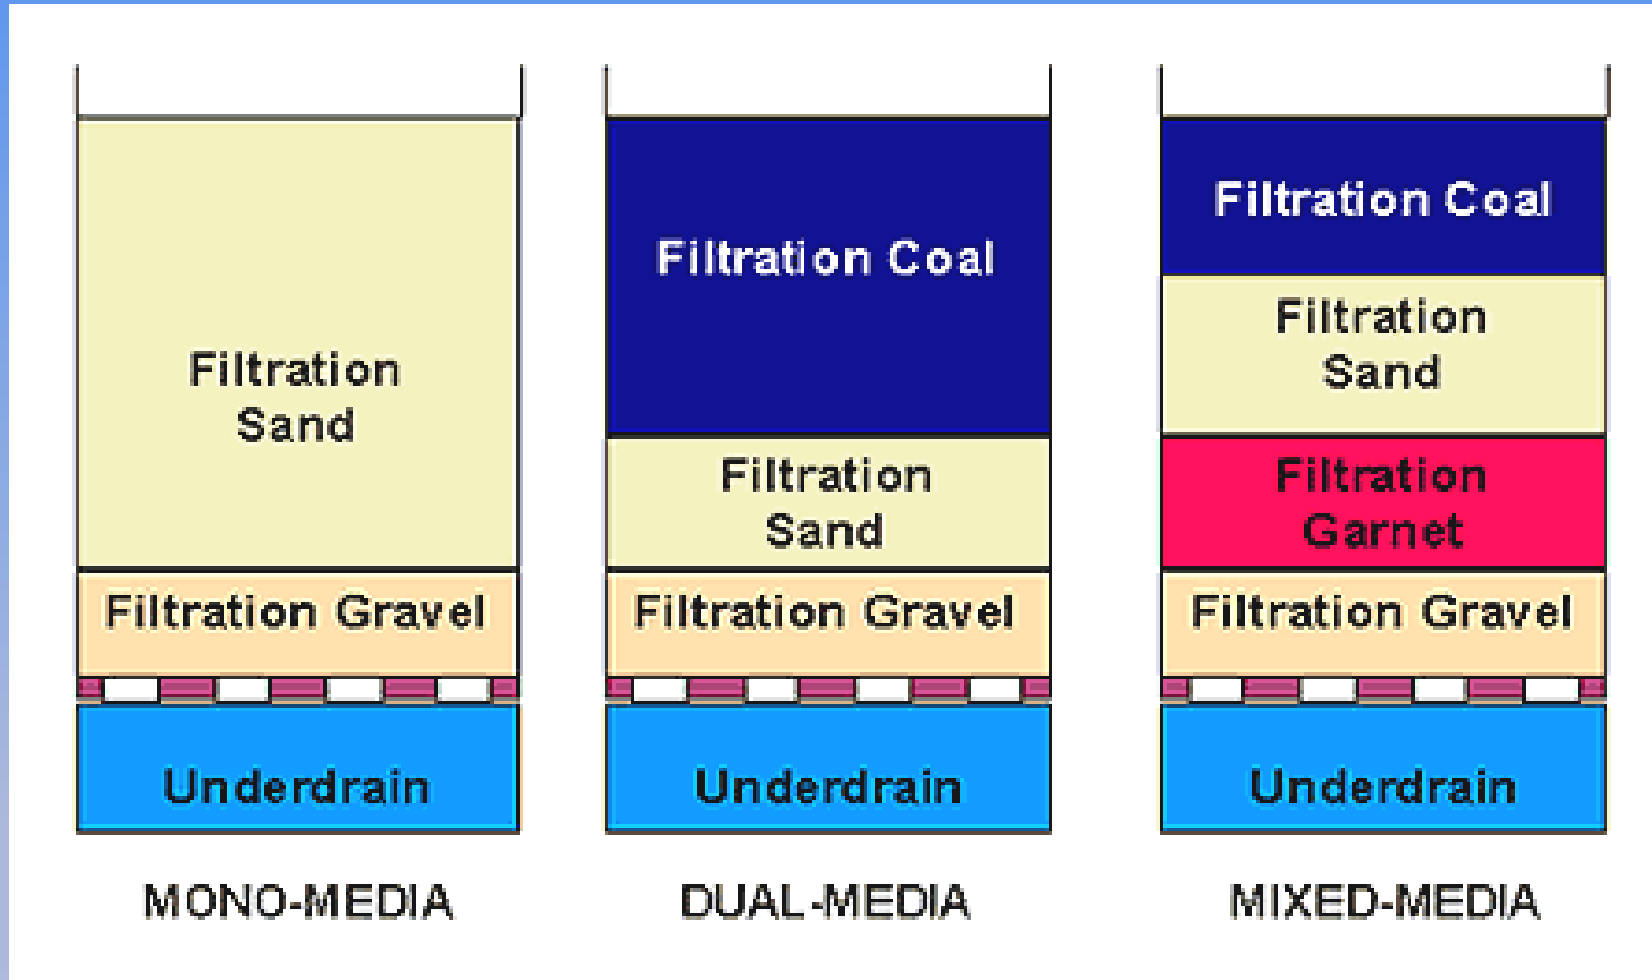 Filtration
Sand
Filtration Gravel
Underdrain
MONO-MEDIA
Filtration Coal
Filtration
Sand
Filtration Gravel
Underdrain
DUAL-MEDIA
Filtration Coal
Filtration
Sand
Filtration
Garnet
Filtration Gravel
Underdrain
MIXED-MEDIA